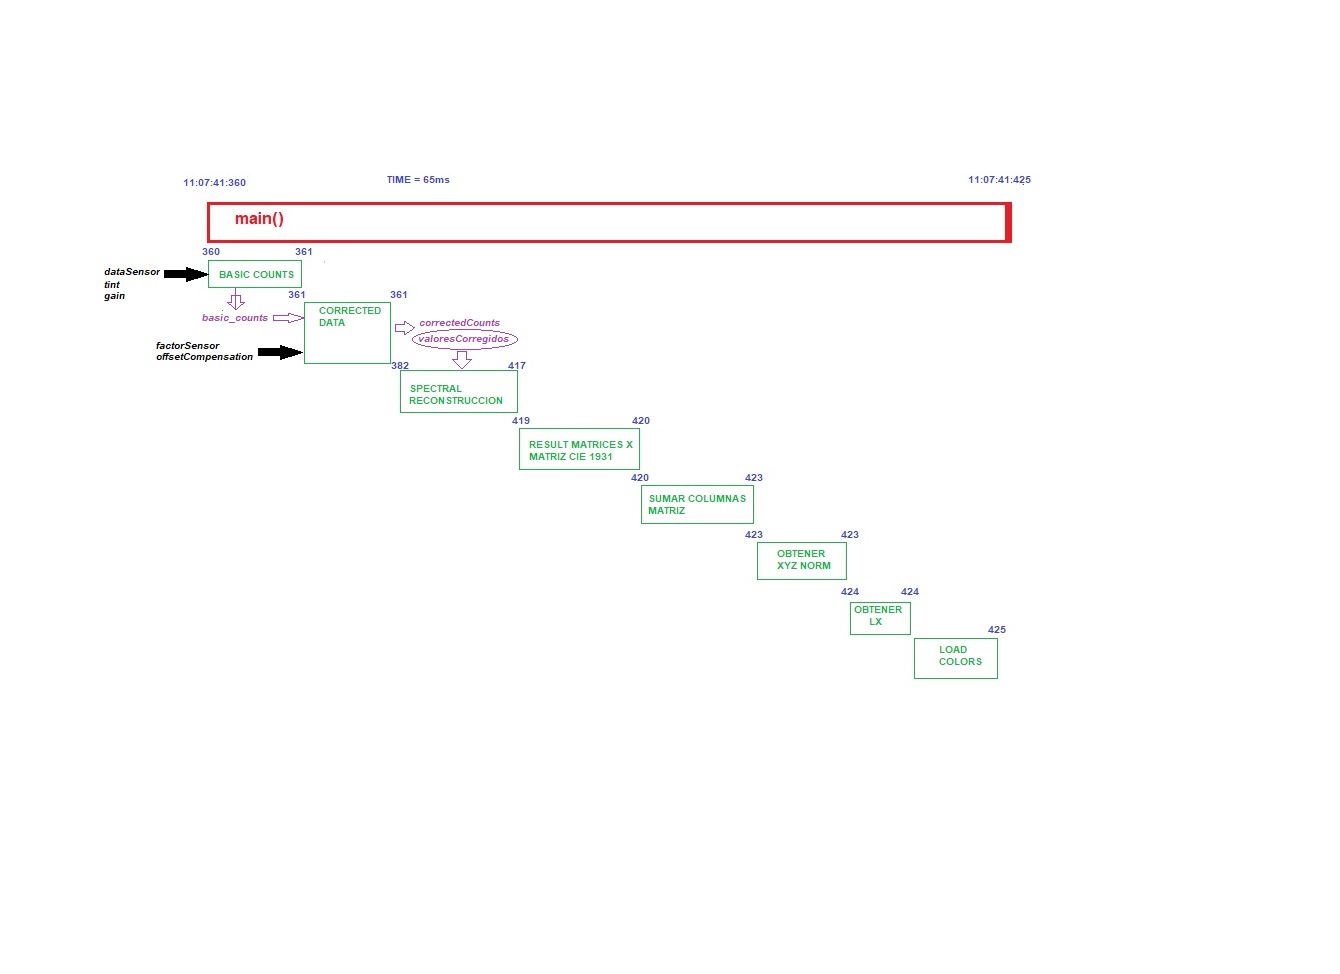 11:07:41:360
TIME = 65ms
11:07:41:425
main()
360
361
dataSensor
tint
gain
BASIC COUNTS
361
361
basic_counts
CORRECTED
DATA
correctedCounts
valoresCorregidos
factorSensor
offsetCompensation
382
417
SPECTRAL
RECONSTRUCCION
419
420
RESULT MATRICES X
MATRIZ CIE 1931
420
423
SUMAR COLUMNAS
MATRIZ
423
423
OBTENER
XYZ NORM
424
424
OBTENER
LX
425
LOAD
COLORS